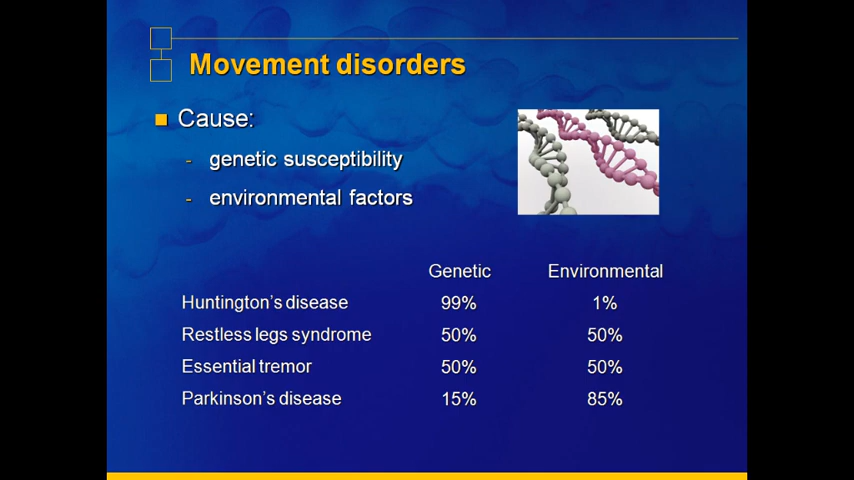 Movement disorders
Cause:
- genetic susceptibility
- environmental factors
Genetic Environmental
Huntington's disease 99% 1%
Restless legs syndrome 50% 50%
Essential tremor 50% 50%
Parkinson's disease 15% 85%